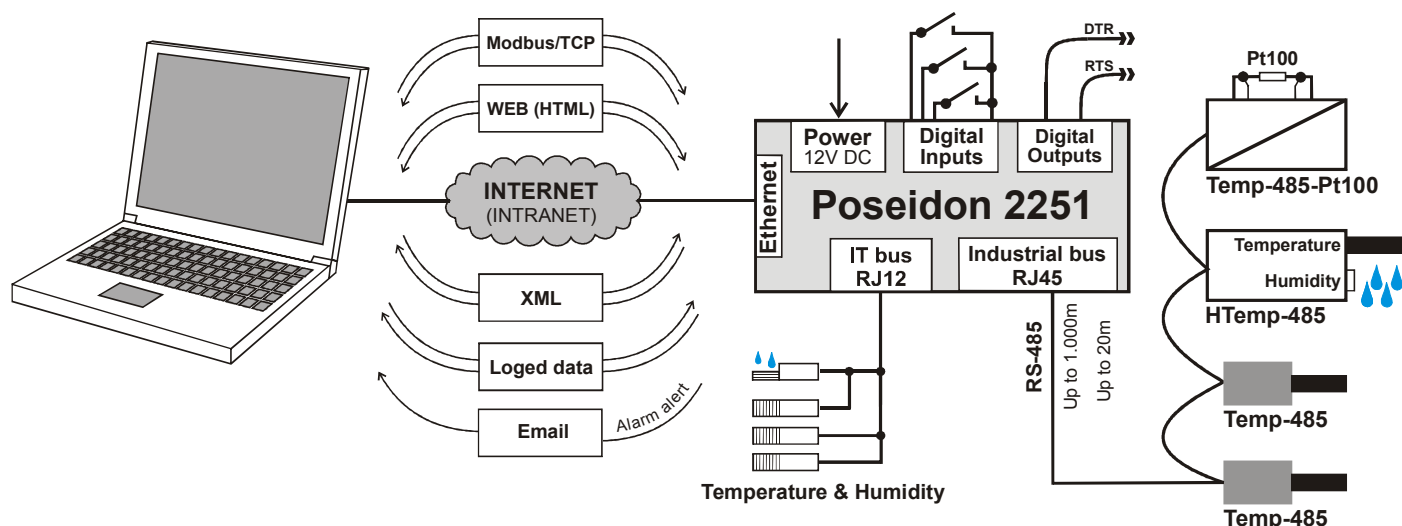 Modbus/TCP
WEB (HTML)
INTERNET
(INTRANET)
XML
Loged data
Email
Alarm alert
Ethernet
Power
12V DC
Digital
Inputs
Digital
Outputs
DTR
RTS
Poseidon 2251
IT bus
RJ12
Industrial bus
RJ45
Temperature & Humidity
RS-485
Up to 1.000m
Up to 20m
Pt100
Temp-485-Pt100
Temperature
Humidity
HTemp-485
Temp-485
Temp-485